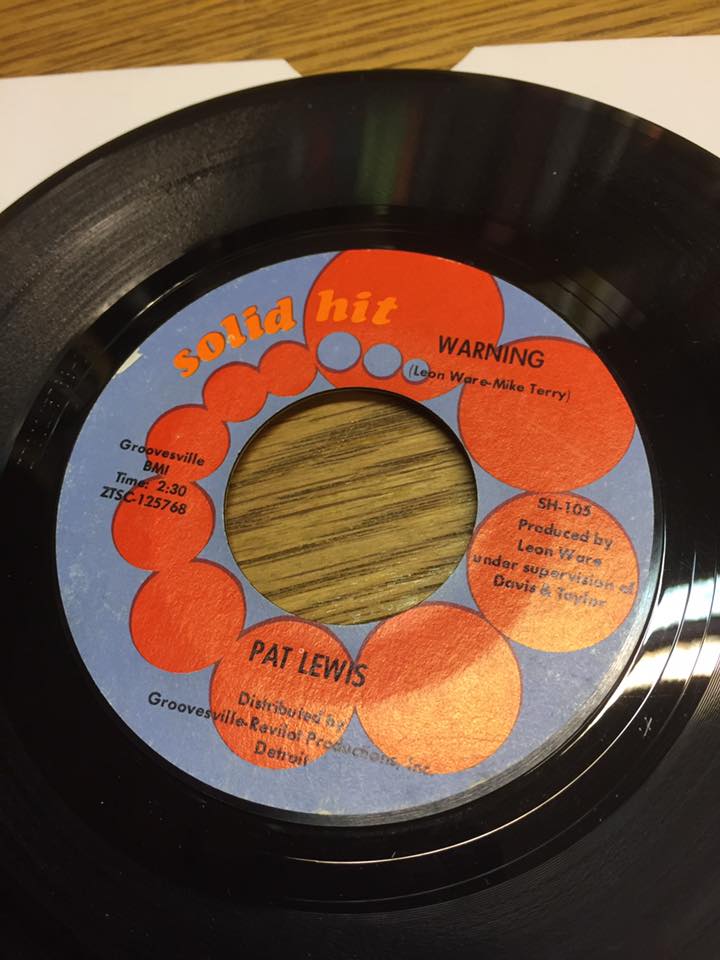 solid hit
WARNING
(Leon Ware-Mike Terry)
Groovesville
BMI
Time: 2:30
ZTSC-125768
SH-105
Produced by
Leon Ware
under supervision of
Davis & Taylor
PAT LEWIS
Distributed by
Groovesville-Revilot Productions, Inc.
Detroit